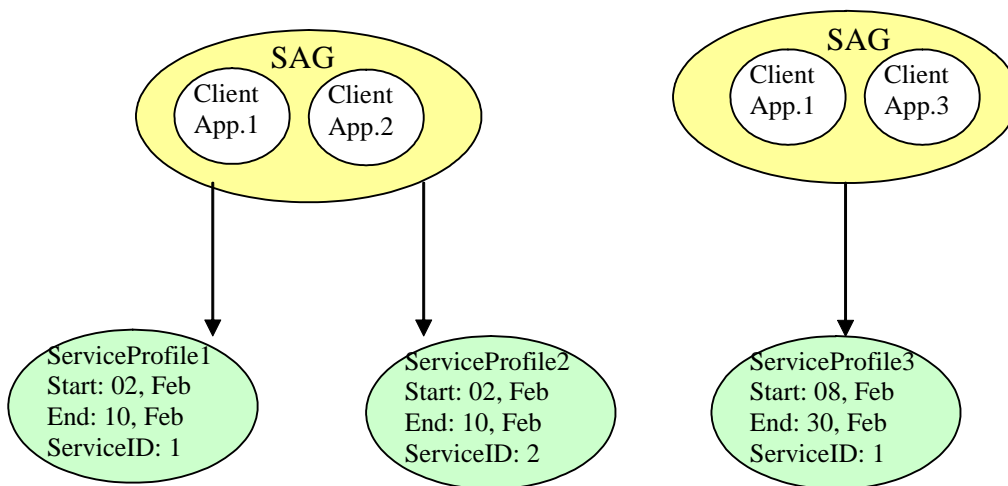 SAG
Client
App.1
Client
App.2
SAG
Client
App.1
Client
App.3
ServiceProfile1
Start: 02, Feb
End: 10, Feb
ServiceID: 1
ServiceProfile2
Start: 02, Feb
End: 10, Feb
ServiceID: 2
ServiceProfile3
Start: 08, Feb
End: 30, Feb
ServiceID: 1